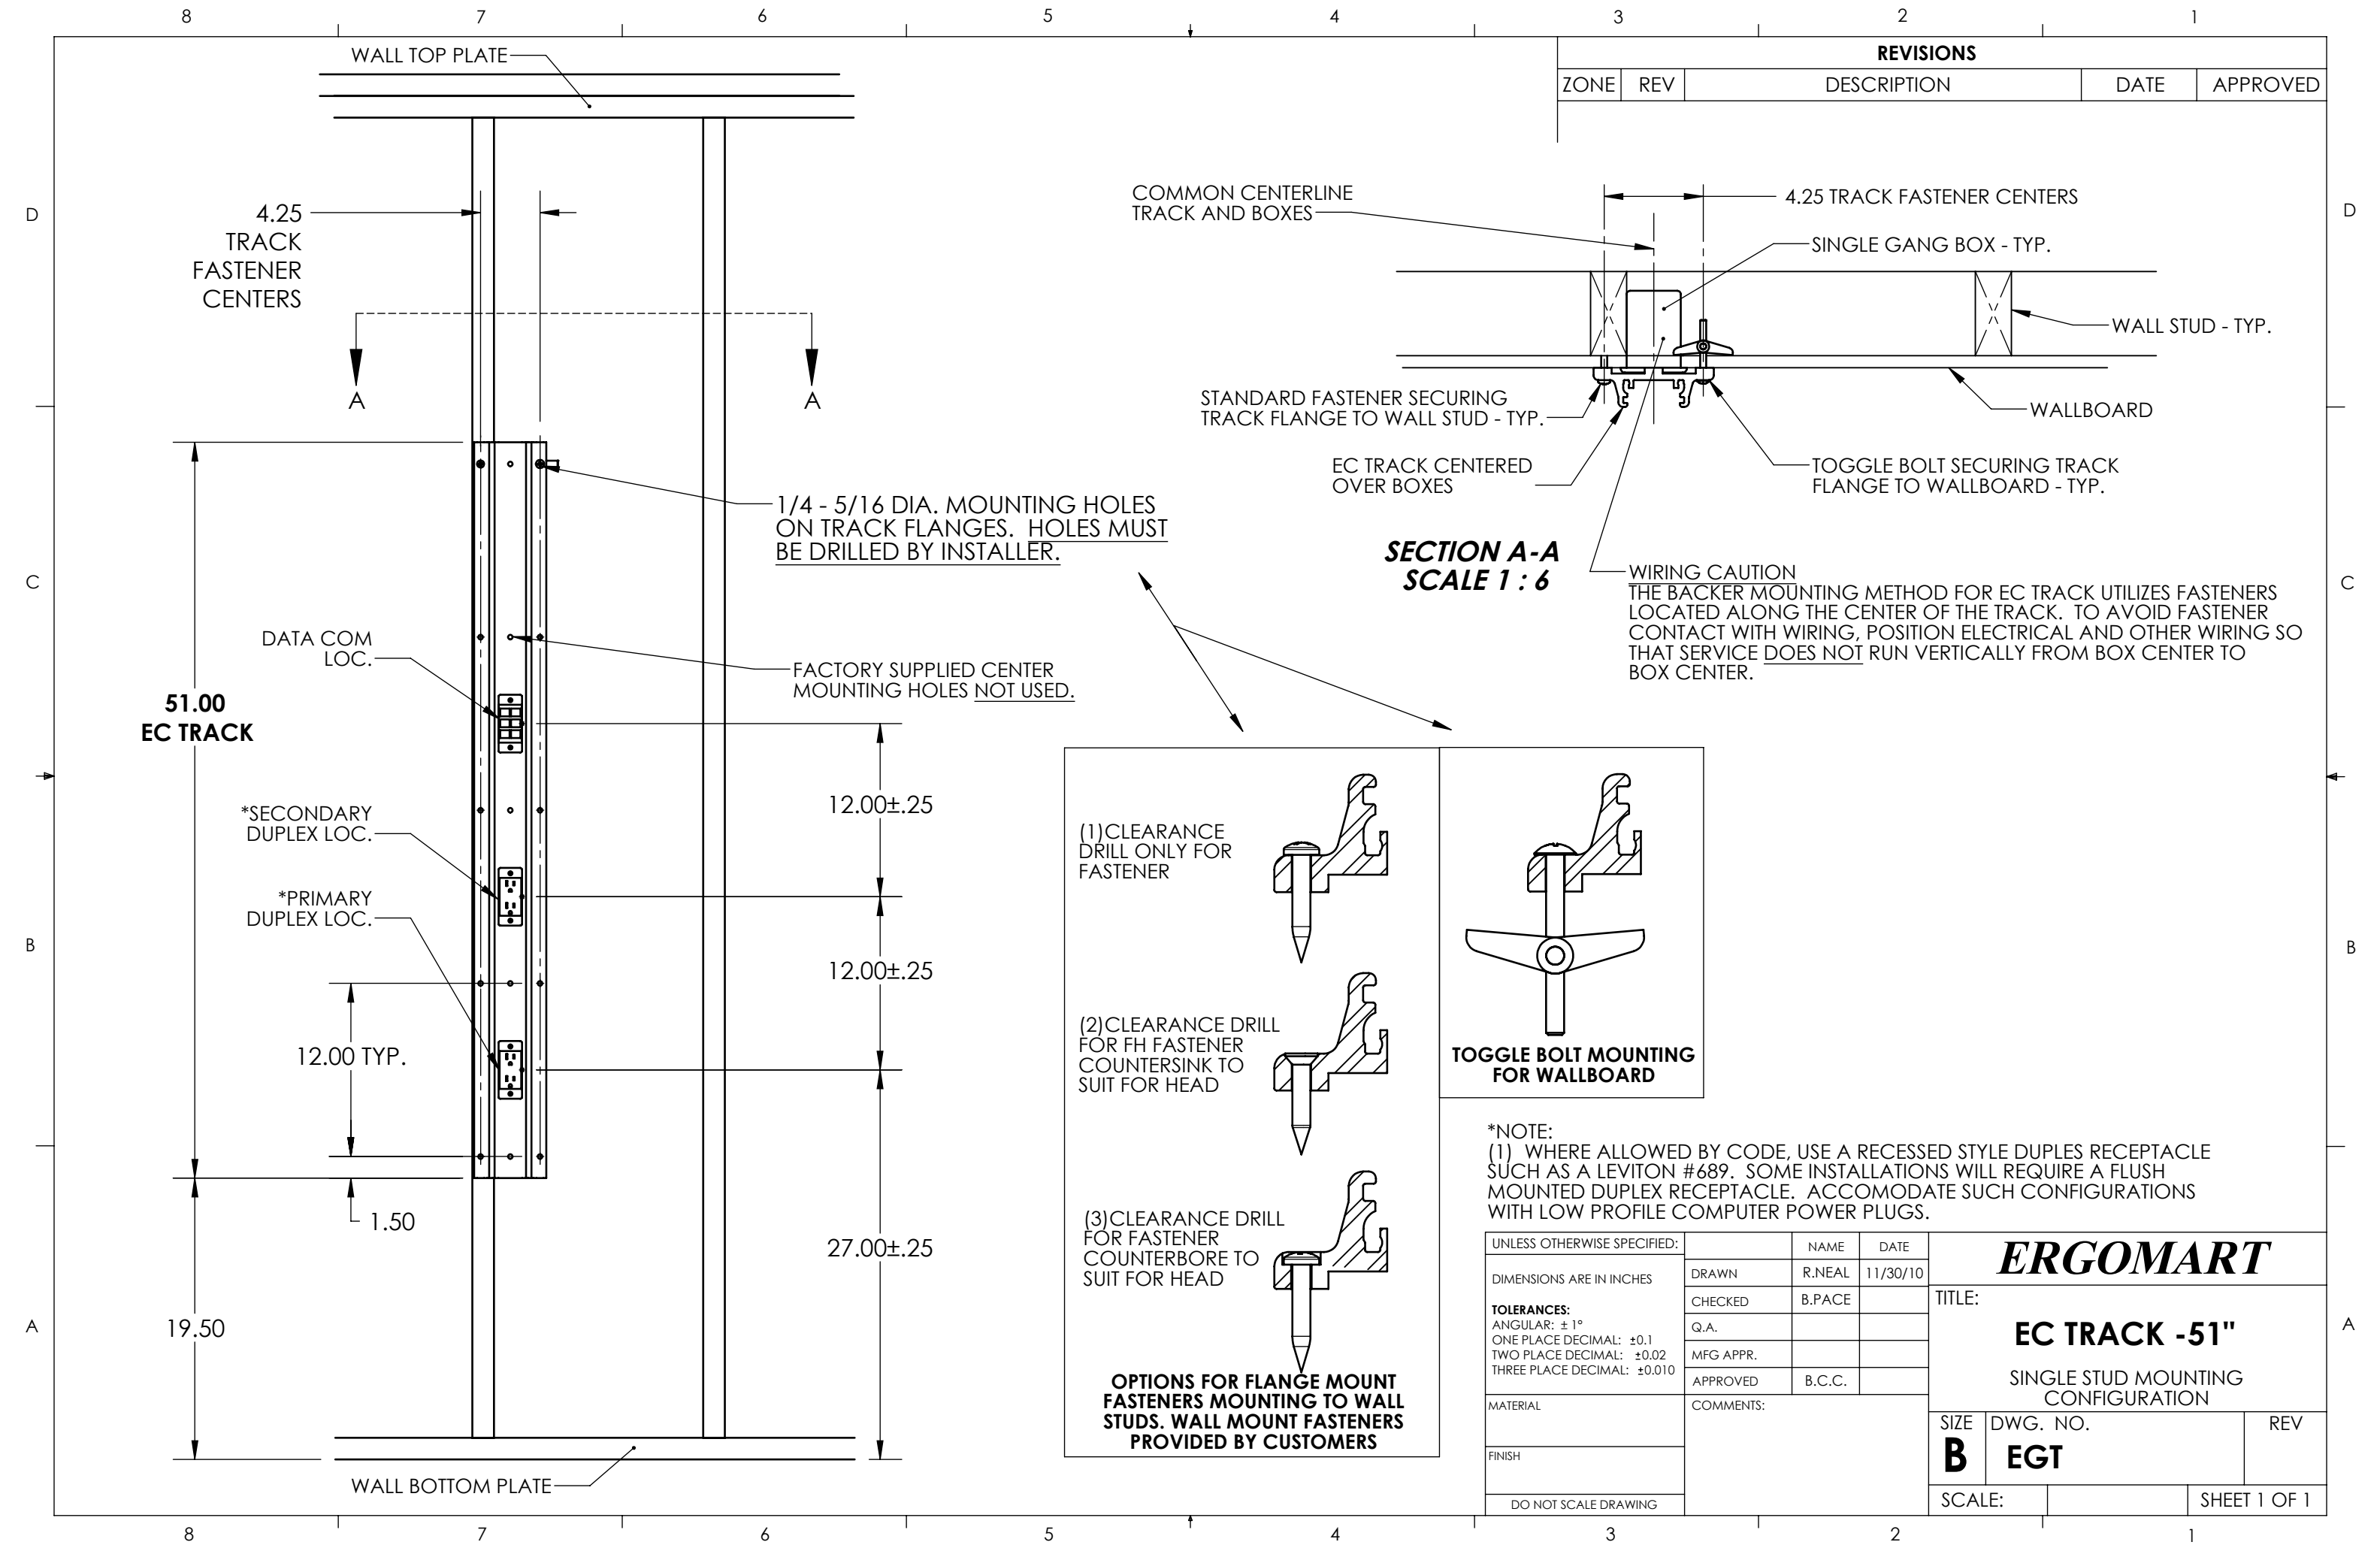 8 7 6 5 4 3 2 1
WALL TOP PLATE
REVISIONS
ZONE REV DESCRIPTION DATE APPROVED
D
D
4.25
TRACK
FASTENER
CENTERS
A
A
COMMON CENTERLINE
TRACK AND BOXES
4.25 TRACK FASTENER CENTERS
SINGLE GANG BOX - TYP.
WALL STUD - TYP.
STANDARD FASTENER SECURING
TRACK FLANGE TO WALL STUD - TYP.
WALLBOARD
EC TRACK CENTERED
OVER BOXES
TOGGLE BOLT SECURING TRACK
FLANGE TO WALLBOARD - TYP.
1/4 - 5/16 DIA. MOUNTING HOLES
ON TRACK FLANGES. HOLES MUST
BE DRILLED BY INSTALLER.
SECTION A-A
SCALE 1 : 6
C
C
WIRING CAUTION
THE BACKER MOUNTING METHOD FOR EC TRACK UTILIZES FASTENERS
LOCATED ALONG THE CENTER OF THE TRACK. TO AVOID FASTENER
CONTACT WITH WIRING, POSITION ELECTRICAL AND OTHER WIRING SO
THAT SERVICE DOES NOT RUN VERTICALLY FROM BOX CENTER TO
BOX CENTER.
DATA COM
LOC.
FACTORY SUPPLIED CENTER
MOUNTING HOLES NOT USED.
51.00
EC TRACK
*SECONDARY
DUPLEX LOC.
*PRIMARY
DUPLEX LOC.
12.00±.25
12.00±.25
B
B
12.00 TYP.
1.50
27.00±.25
19.50
A
A
WALL BOTTOM PLATE
(1)CLEARANCE
DRILL ONLY FOR
FASTENER
(2)CLEARANCE DRILL
FOR FH FASTENER
COUNTERSINK TO
SUIT FOR HEAD
(3)CLEARANCE DRILL
FOR FASTENER
COUNTERBORE TO
SUIT FOR HEAD
OPTIONS FOR FLANGE MOUNT
FASTENERS MOUNTING TO WALL
STUDS. WALL MOUNT FASTENERS
PROVIDED BY CUSTOMERS
TOGGLE BOLT MOUNTING
FOR WALLBOARD
*NOTE:
(1) WHERE ALLOWED BY CODE, USE A RECESSED STYLE DUPLES RECEPTACLE
SUCH AS A LEVITON #689. SOME INSTALLATIONS WILL REQUIRE A FLUSH
MOUNTED DUPLEX RECEPTACLE. ACCOMODATE SUCH CONFIGURATIONS
WITH LOW PROFILE COMPUTER POWER PLUGS.
UNLESS OTHERWISE SPECIFIED:
DIMENSIONS ARE IN INCHES
TOLERANCES:
ANGULAR: ± 1°
ONE PLACE DECIMAL: ±0.1
TWO PLACE DECIMAL: ±0.02
THREE PLACE DECIMAL: ±0.010
MATERIAL
FINISH
DO NOT SCALE DRAWING
NAME DATE
DRAWN R.NEAL 11/30/10
CHECKED B.PACE
Q.A.
MFG APPR.
APPROVED B.C.C.
COMMENTS:
ERGOMART
TITLE:
EC TRACK -51"
SINGLE STUD MOUNTING
CONFIGURATION
SIZE DWG. NO. REV
B EGT
SCALE: SHEET 1 OF 1
8 7 6 5 4 3 2 1